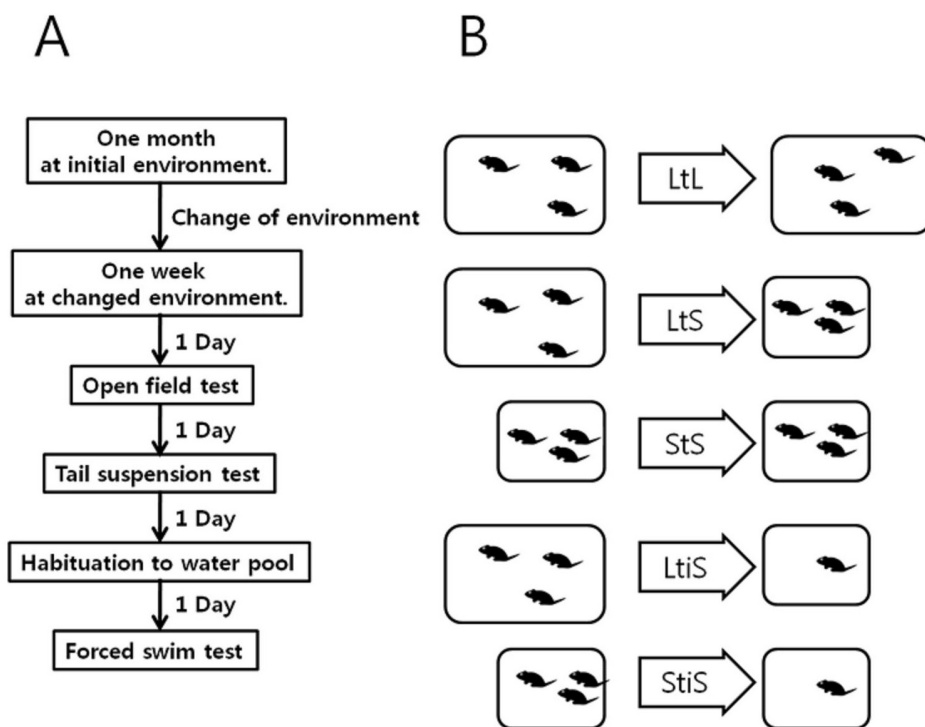 A
B
One month
at initial environment.
Change of environment
One week
at changed environment.
1 Day
Open field test
1 Day
Tail suspension test
1 Day
Habituation to water pool
1 Day
Forced swim test
LtL
LtS
StS
LtiS
StiS